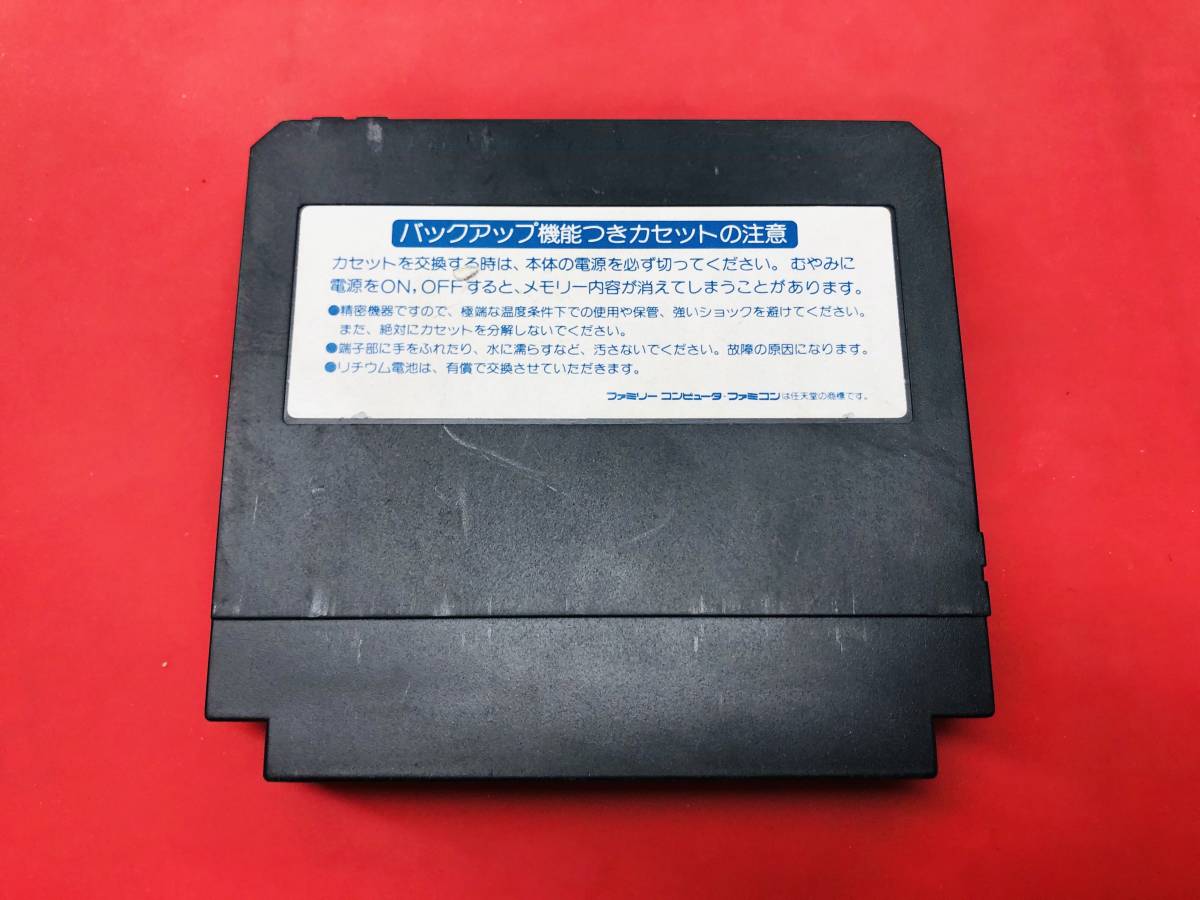 バックアップ機能つきカセットの注意
カセットを交換する時は、本体の電源を必ず切ってください。むやみに
電源をON,OFFすると、メモリー内容が消えてしまうことがあります。
●精密機器ですので、極端な温度条件下での使用や保管、強いショックを避けてください。
また、絶対にカセットを分解しないでください。
●端子部に手をふれたり、水に濡らすなど、汚さないでください。故障の原因になります。
●リチウム電池は、有償で交換させていただきます。
ファミリーコンピュータ・ファミコンは任天堂の商標です。